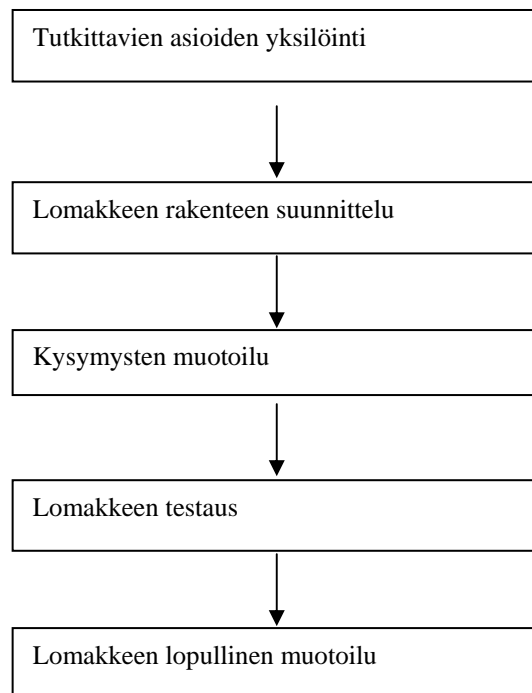 Tutkittavien asioiden yksilöinti
Lomakkeen rakenteen suunnittelu
Kysymysten muotoilu
Lomakkeen testaus
Lomakkeen lopullinen muotoilu